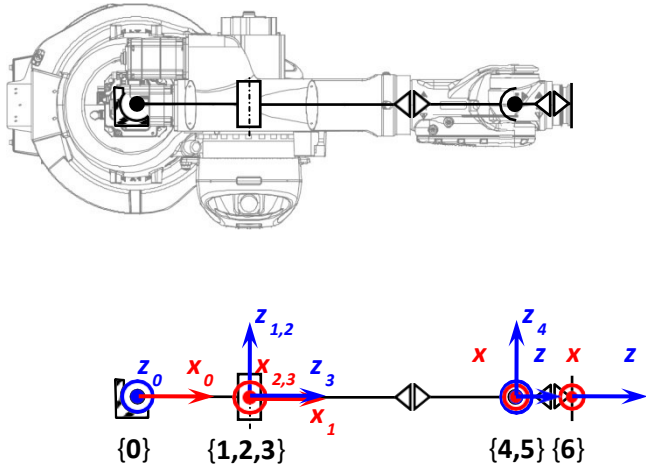 z 1,2
z 4
z 0 x 0 x 2,3 z 3 x z x z
x 1
{0} {1,2,3} {4,5} {6}